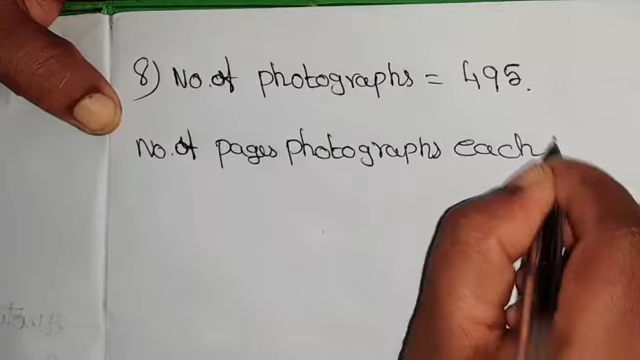 8) No.of photographs = 495.
No.of pages photographs each